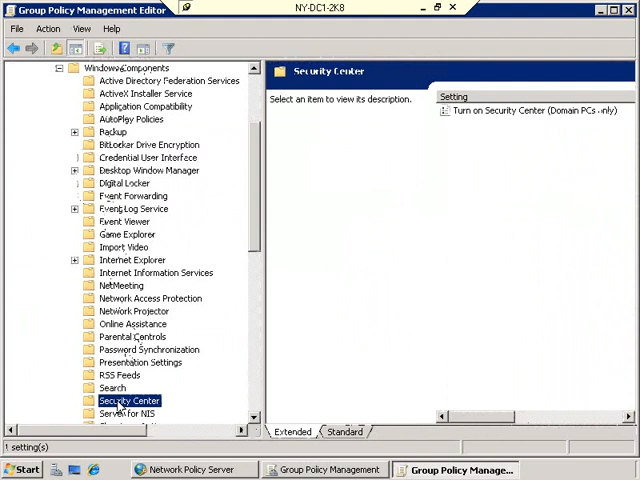 Group Policy Management Editor
NY-DC1-2K8
File Action View Help
Windows Components
Active Directory Federation Services
ActiveX Installer Service
Application Compatibility
AutoPlay Policies
Backup
BitLocker Drive Encryption
Credential User Interface
Desktop Window Manager
Digital Locker
Event Forwarding
Event Log Service
Event Viewer
Game Explorer
Import Video
Internet Explorer
Internet Information Services
NetMeeting
Network Access Protection
Network Projector
Online Assistance
Parental Controls
Password Synchronization
Presentation Settings
RSS Feeds
Search
Security Center
Server for NIS
Security Center
Select an item to view its description.
Setting
Turn on Security Center (Domain PCs only)
Extended Standard
1 setting(s)
Start Network Policy Server Group Policy Management Group Policy Manage...